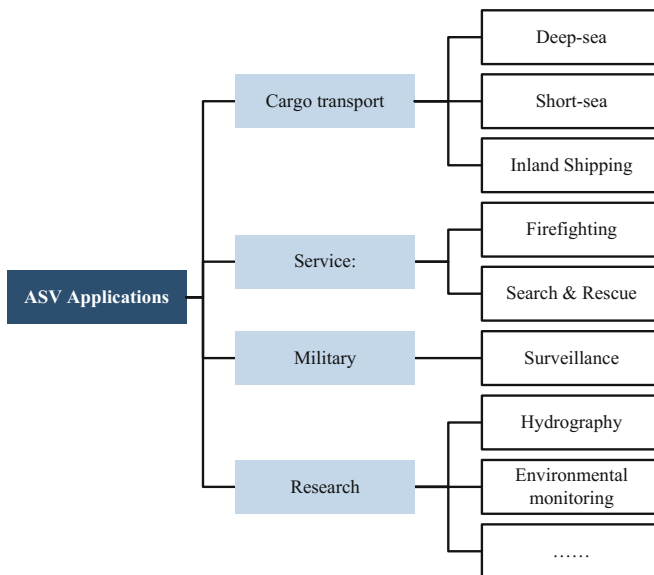 Deep-sea
Cargo transport
Short-sea
Inland Shipping
Firefighting
Service:
Search & Rescue
ASV Applications
Military
Surveillance
Hydrography
Research
Environmental
monitoring
……